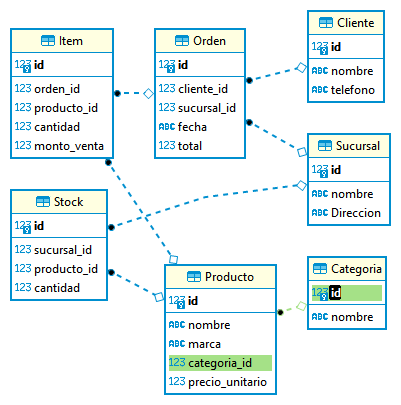 Item
123 id
123 orden_id
123 producto_id
123 cantidad
123 monto_venta
Orden
123 id
123 cliente_id
123 sucursal_id
ABC fecha
123 total
Cliente
123 id
ABC nombre
123 telefono
Sucursal
123 id
ABC nombre
ABC Direccion
Stock
123 id
123 sucursal_id
123 producto_id
123 cantidad
Producto
123 id
ABC nombre
ABC marca
123 categoria_id
123 precio_unitario
Categoria
123 id
ABC nombre